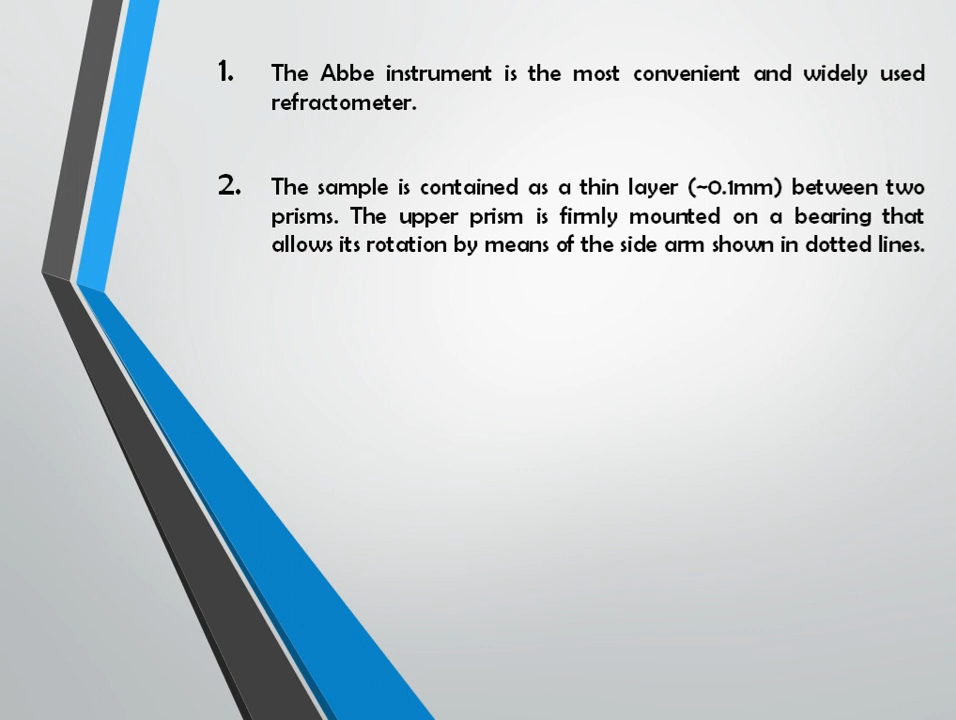 1. The Abbe instrument is the most convenient and widely used
refractometer.
2. The sample is contained as a thin layer (~0.1mm) between two
prisms. The upper prism is firmly mounted on a bearing that
allows its rotation by means of the side arm shown in dotted lines.